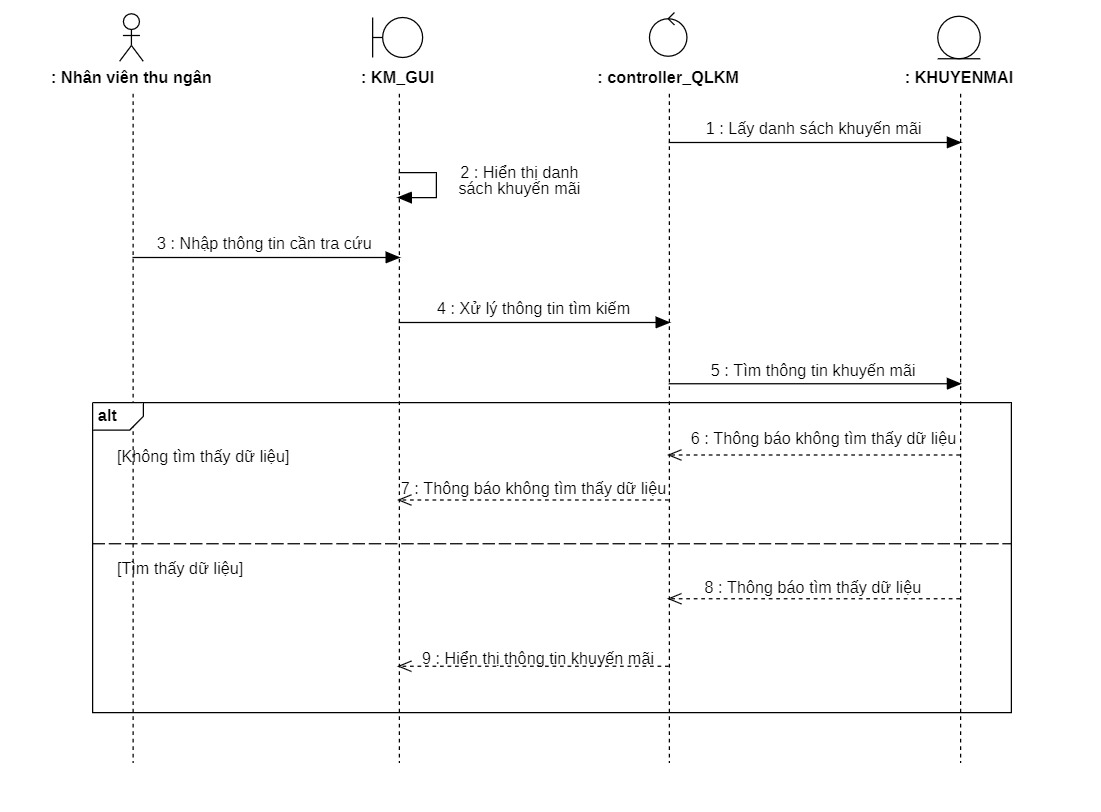 : Nhân viên thu ngân
: KM_GUI
: controller_QLKM
: KHUYENMAI
1 : Lấy danh sách khuyến mãi
2 : Hiển thị danh
sách khuyến mãi
3 : Nhập thông tin cần tra cứu
4 : Xử lý thông tin tìm kiếm
5 : Tìm thông tin khuyến mãi
alt
6 : Thông báo không tìm thấy dữ liệu
[Không tìm thấy dữ liệu]
7 : Thông báo không tìm thấy dữ liệu
[Tìm thấy dữ liệu]
8 : Thông báo tìm thấy dữ liệu
9 : Hiển thị thông tin khuyến mãi